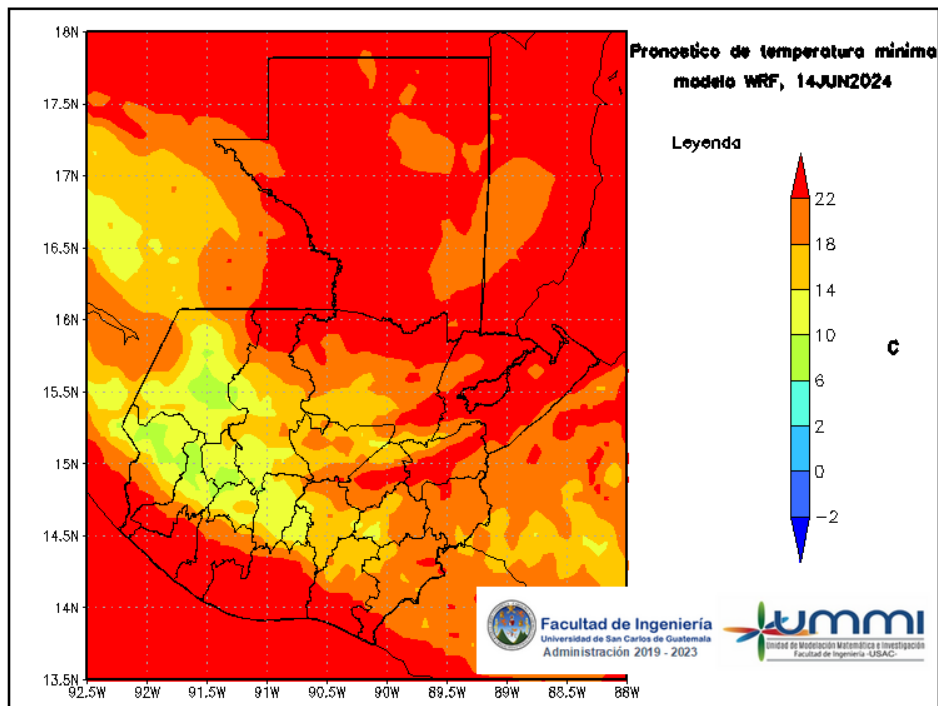 Pronostico de temperatura minima
modelo WRF, 14JUN2024
Leyenda
22
18
14
10
6
2
0
−2
C
18N
17.5N
17N
16.5N
16N
15.5N
15N
14.5N
14N
13.5N
92.5W 92W 91.5W 91W 90.5W 90W 89.5W 89W 88.5W 88W
Facultad de Ingeniería
Universidad de San Carlos de Guatemala
Administración 2019 - 2023
ummi
Unidad de Modelación Matemática e Investigación
Facultad de Ingeniería -USAC-